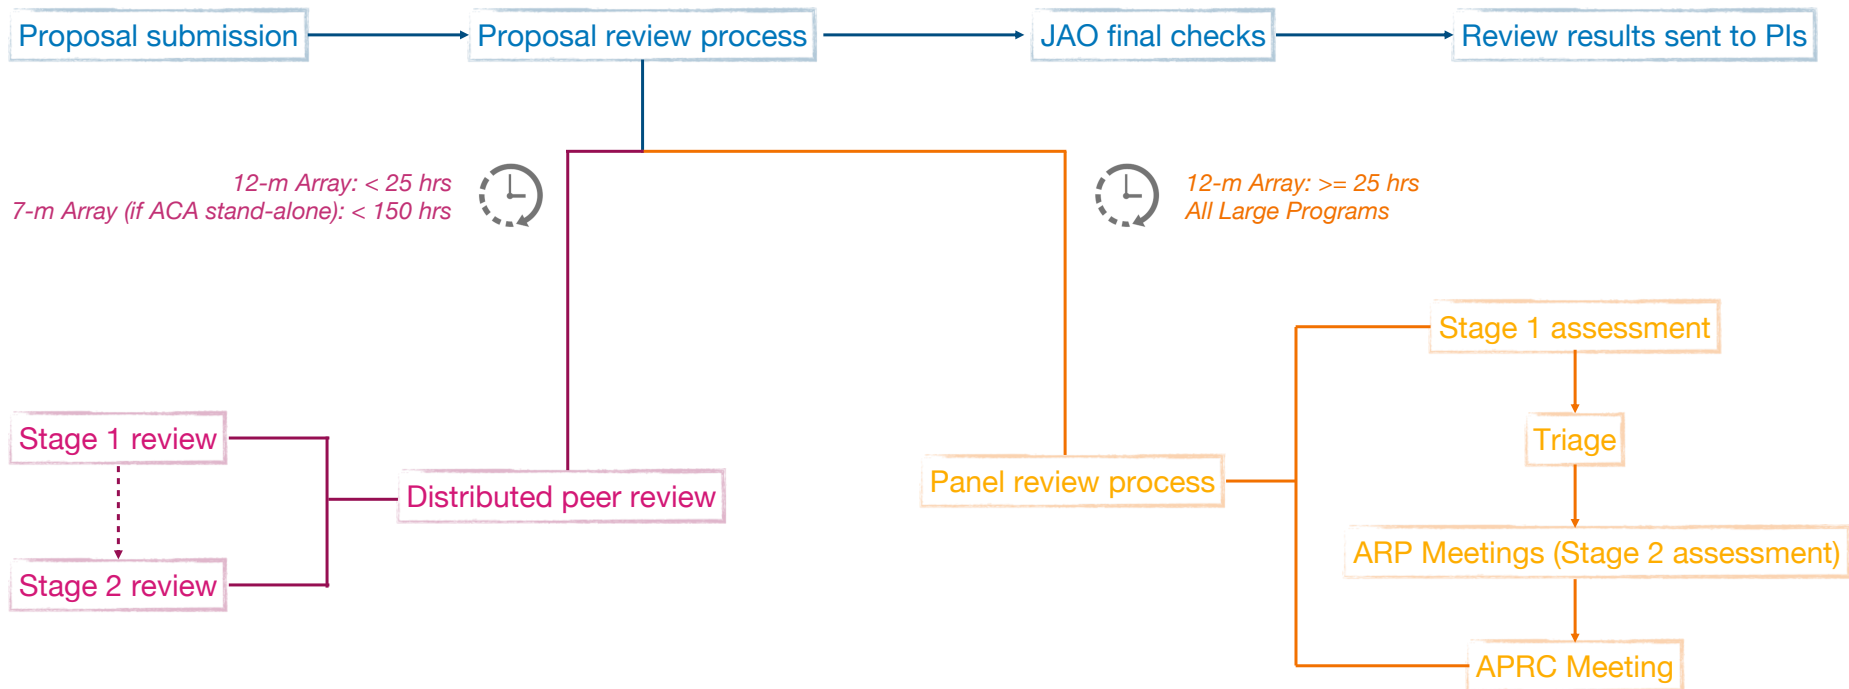 Proposal submission
Proposal review process
JAO final checks
Review results sent to PIs
12-m Array: < 25 hrs
7-m Array (if ACA stand-alone): < 150 hrs
12-m Array: >= 25 hrs
All Large Programs
Stage 1 review
Stage 2 review
Distributed peer review
Panel review process
Stage 1 assessment
Triage
ARP Meetings (Stage 2 assessment)
APRC Meeting